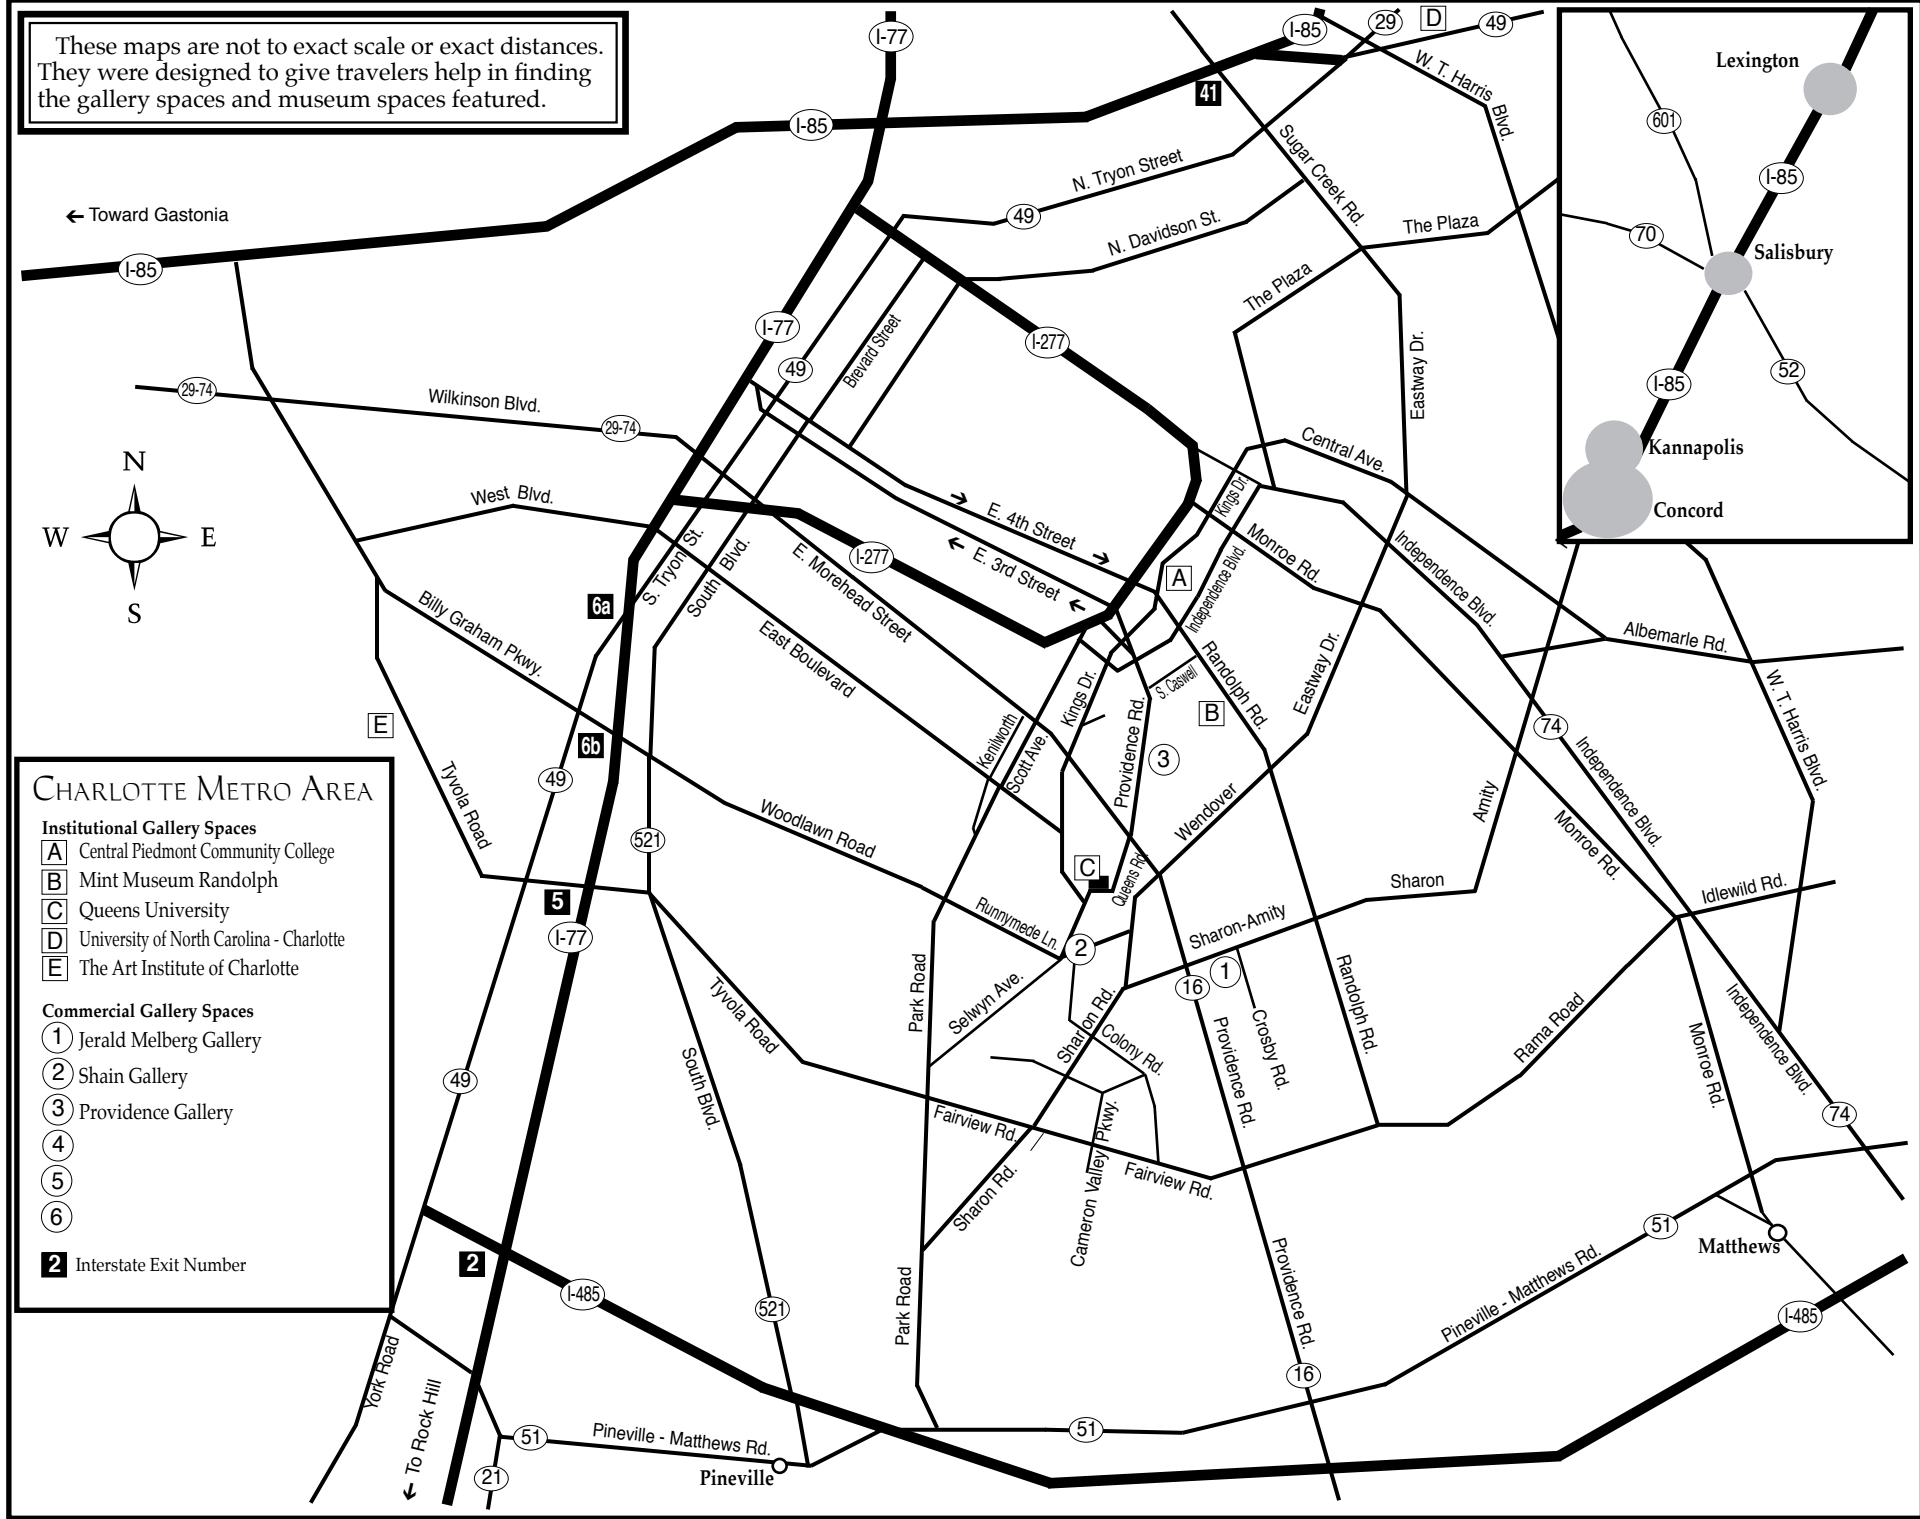 These maps are not to exact scale or exact distances.
They were designed to give travelers help in finding
the gallery spaces and museum spaces featured.
I-77
I-85
29
D
49
W. T. Harris
Blvd.
41
I-85
Sugar Creek Rd.
N. Tryon Street
49
N. Davidson St.
The Plaza
The Plaza
← Toward Gastonia
I-85
I-77
49
Brevard Street
I-277
Eastway Dr.
Lexington
601
I-85
70
Salisbury
I-85
52
Kannapolis
Concord
29-74
Wilkinson Blvd.
29-74
N
W
E
S
West Blvd.
Central Ave.
Kings Dr.
E. 4th Street
E. 3rd Street
Monroe Rd.
Independence Blvd.
I-277
A
Independence Blvd.
S. Tryon St.
South Blvd.
E. Morehead Street
6a
Billy Graham Pkwy.
East Boulevard
Albemarle Rd.
Randolph Rd.
Eastway Dr.
S. Caswell
Kings Dr.
B
E
6b
Kenilworth
Scott Ave.
Providence Rd.
3
74
W. T. Harris Blvd.
Independence Blvd.
Tyvola Road
49
521
Woodlawn Road
Wendover
Amity
Monroe Rd.
C
Queens Rd.
Sharon
Idlewild Rd.
5
I-77
Runnymede Ln.
2
Sharon-Amity
1
16
Park Road
Selwyn Ave.
Tyvola Road
Sharon Rd.
Colony Rd.
Crosby Rd.
Providence Rd.
Randolph Rd.
Rama Road
Monroe Rd.
Independence Blvd.
74
49
South Blvd.
Fairview Rd.
Cameron Valley Pkwy.
Fairview Rd.
Sharon Rd.
CHARLOTTE METRO AREA
Institutional Gallery Spaces
A Central Piedmont Community College
B Mint Museum Randolph
C Queens University
D University of North Carolina - Charlotte
E The Art Institute of Charlotte
Commercial Gallery Spaces
1 Jerald Melberg Gallery
2 Shain Gallery
3 Providence Gallery
4
5
6
2 Interstate Exit Number
2
I-485
521
Park Road
Providence Rd.
16
Pineville - Matthews Rd.
51
Matthews
I-485
York Road
← To Rock Hill
51
Pineville - Matthews Rd.
51
21
Pineville